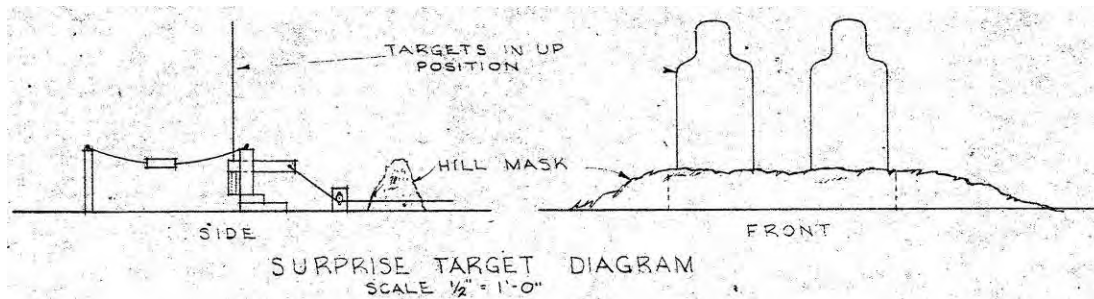 TARGETS IN UP
POSITION
HILL MASK
SIDE
FRONT
SURPRISE TARGET DIAGRAM
SCALE ½" = 1'-0"